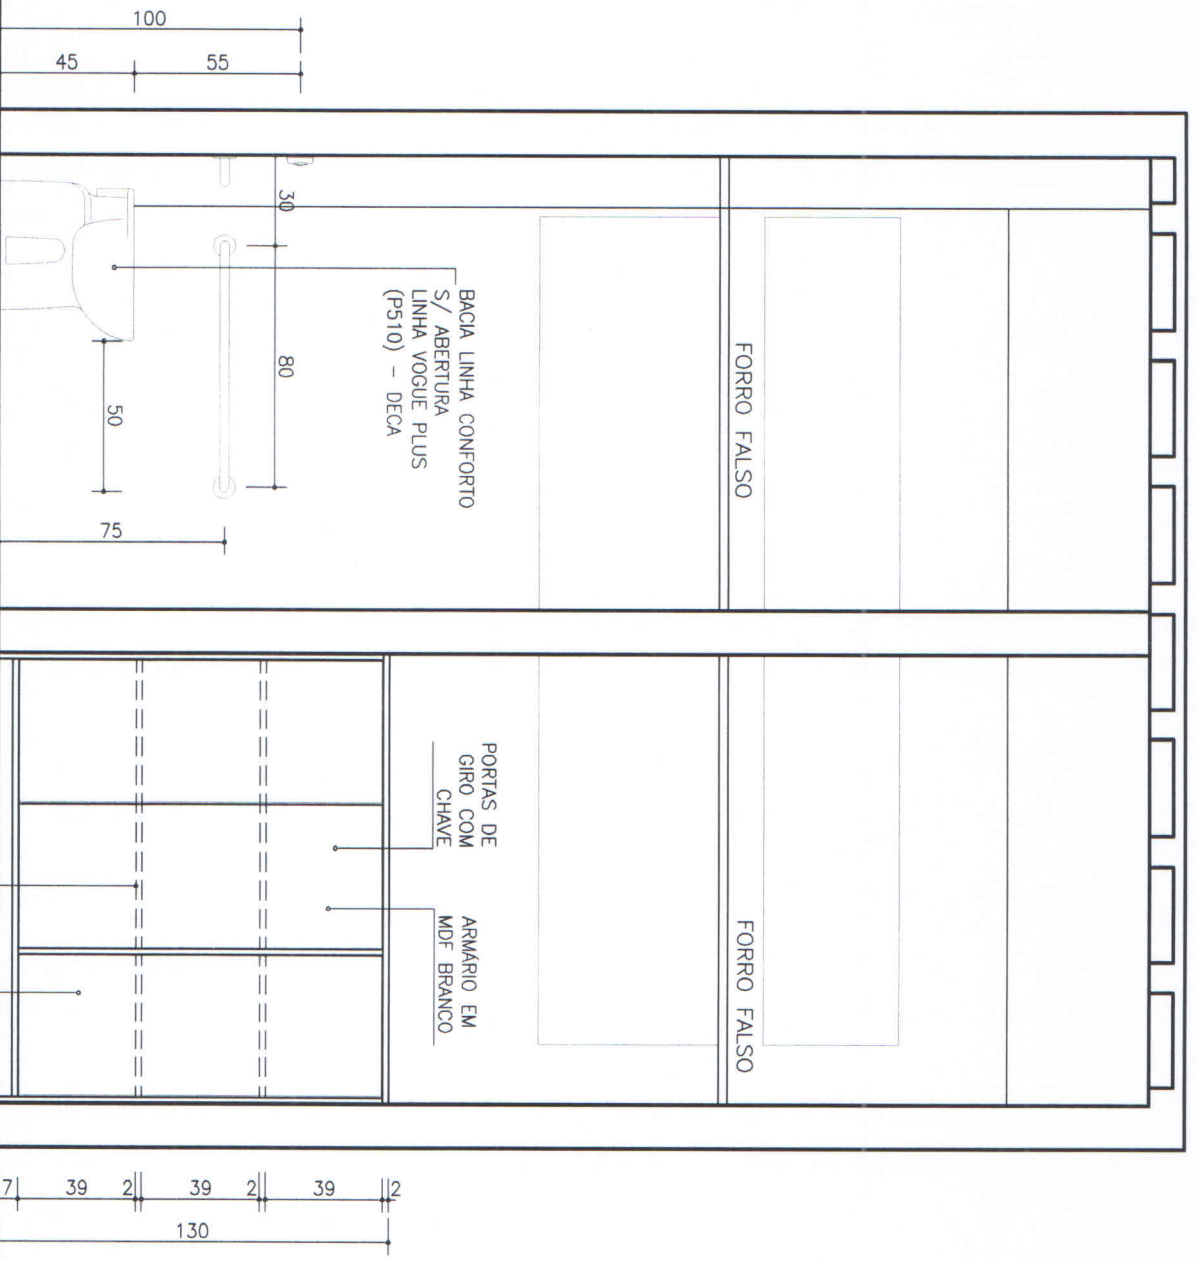 100
45
55
30
80
50
75
BACIA LINHA CONFORTO
S/ ABERTURA
LINHA VOGUE PLUS
(P510) - DECA
FORRO FALSO
PORTAS DE
GIRO COM
CHAVE
ARMÁRIO EM
MDF BRANCO
FORRO FALSO
7
39
2
39
2
39
2
130